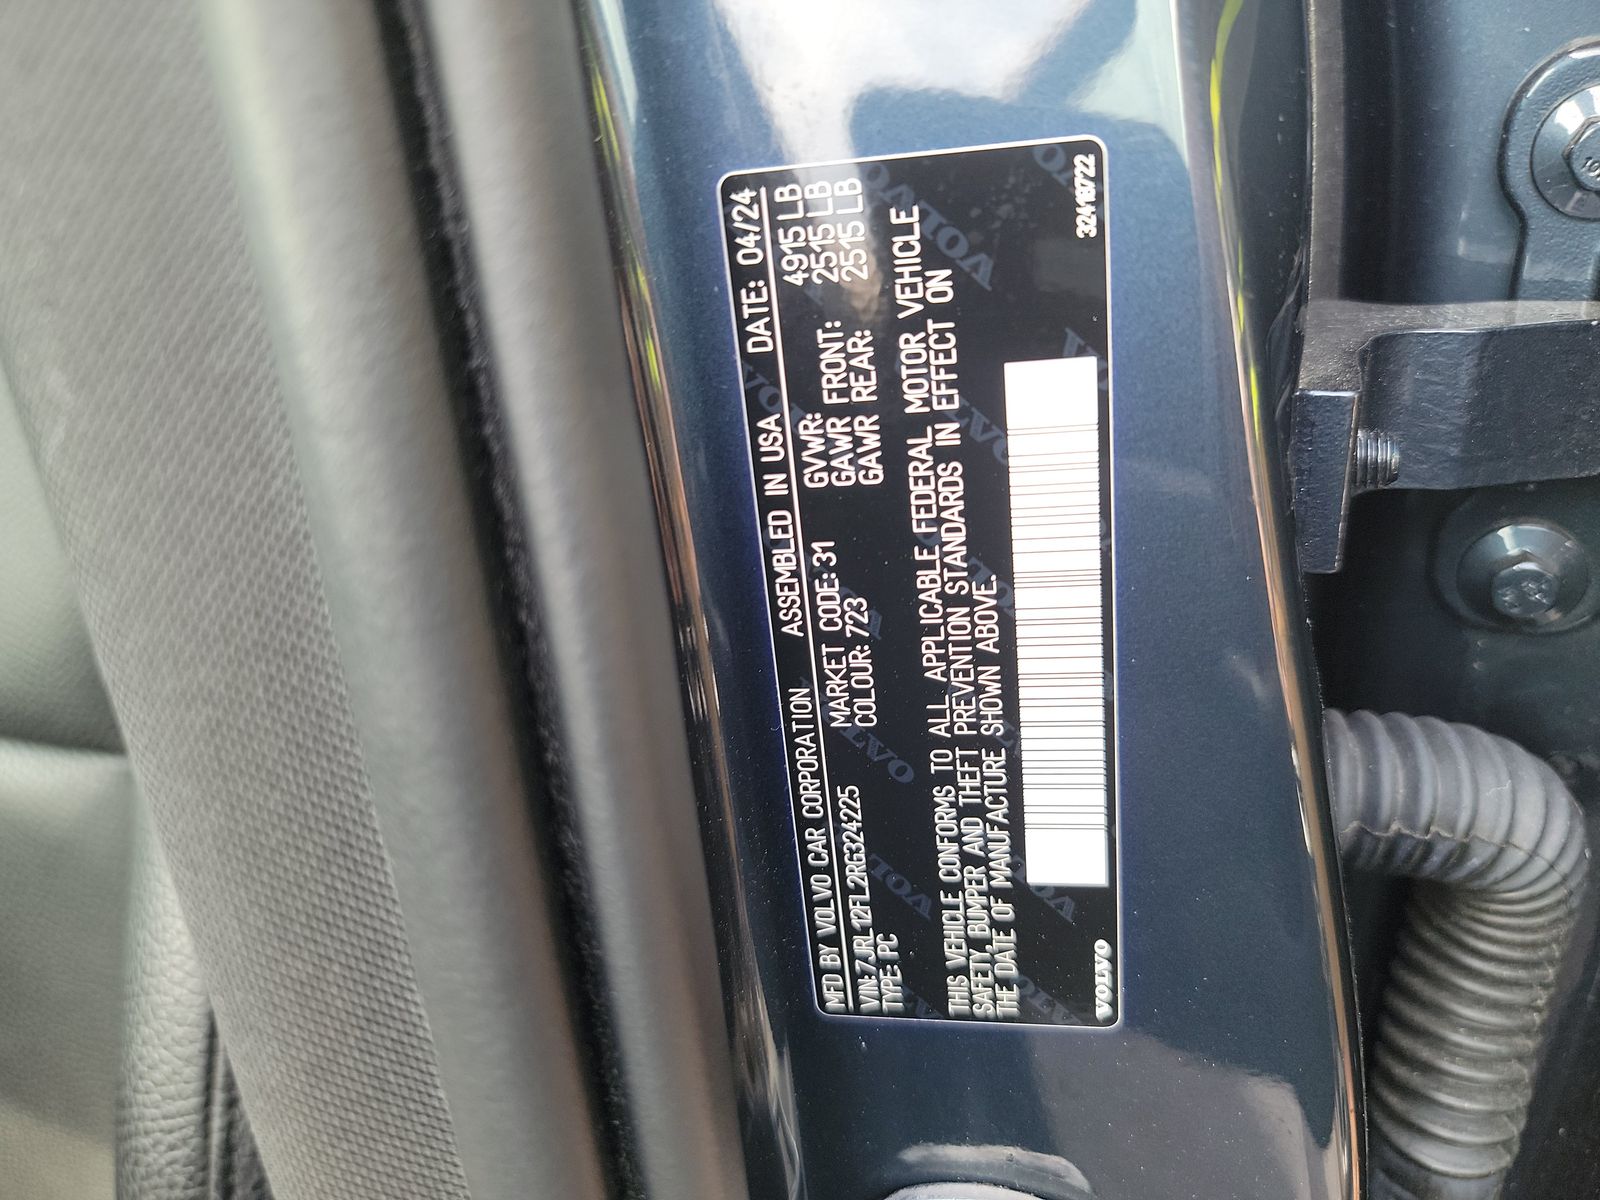 MFD BY VOLVO CAR CORPORATION ASSEMBLED IN USA DATE: 04/24
VIN: 7JRL12FL2RG324225 MARKET CODE: 31 GVWR: 4915 LB
TYPE: PC COLOUR: 723 GAWR FRONT: 2515 LB
GAWR REAR: 2515 LB
THIS VEHICLE CONFORMS TO ALL APPLICABLE FEDERAL MOTOR VEHICLE
SAFETY, BUMPER AND THEFT PREVENTION STANDARDS IN EFFECT ON
THE DATE OF MANUFACTURE SHOWN ABOVE.
VOLVO 32418722